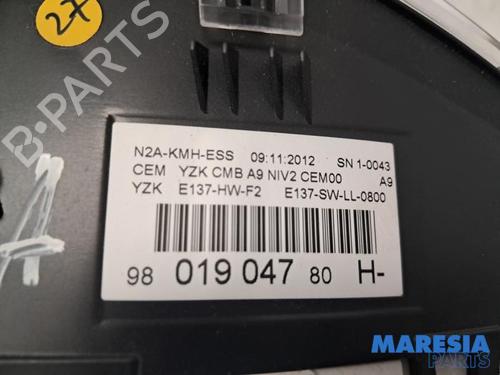 27
B-PARTS
N2A-KMH-ESS 09:11:2012 SN 1-0043
CEM YZK CMB A9 NIV2 CEM00 A9
YZK E137-HW-F2 E137-SW-LL-0800
98 019 047 80 H-
A
MARESIA
PARTS